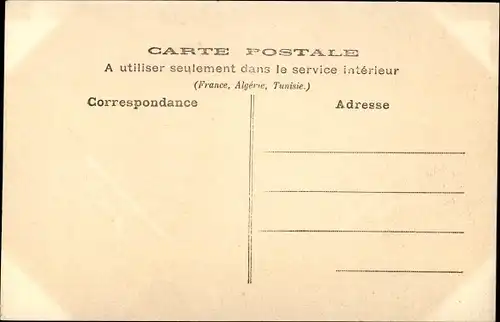 CARTE POSTALE
A utiliser seulement dans le service intérieur
(France, Algérie, Tunisie.)
Correspondance
Adresse